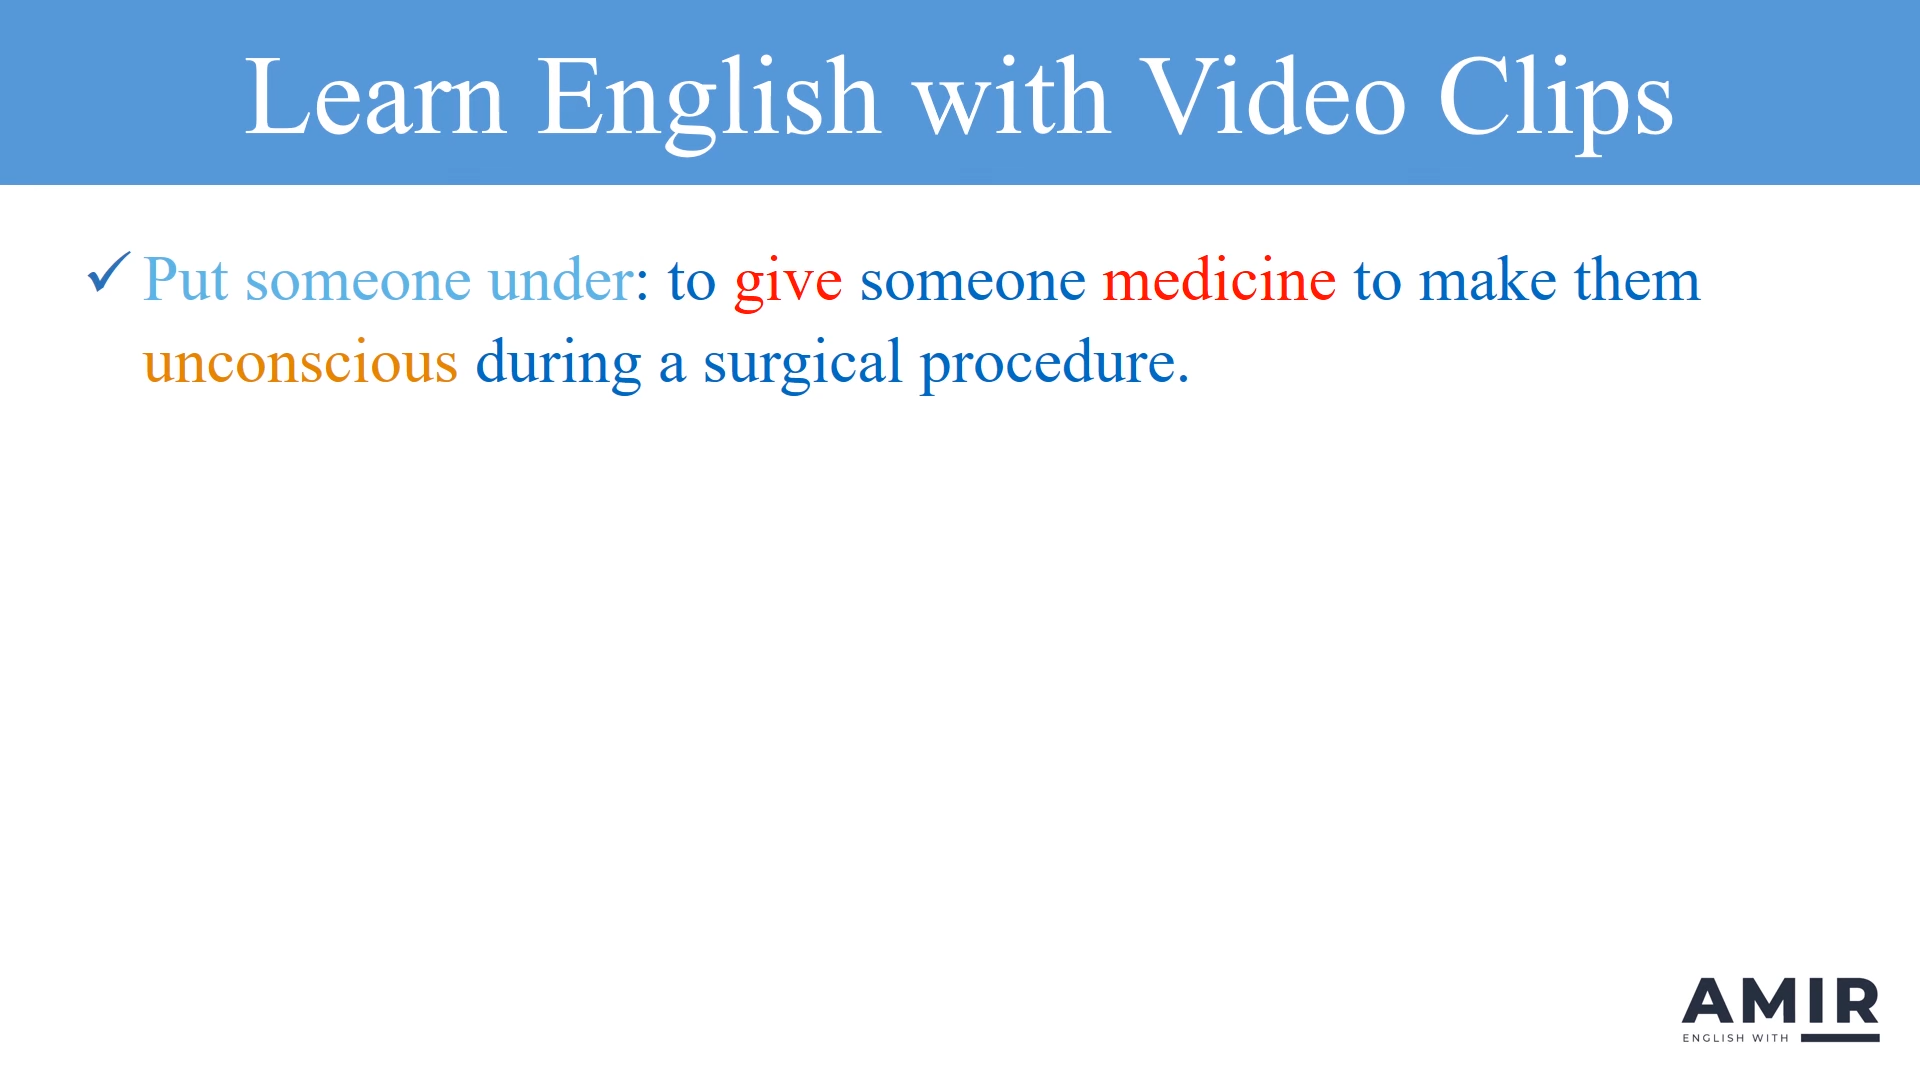 Learn English with Video Clips
✓ Put someone under: to give someone medicine to make them
unconscious during a surgical procedure.
AMIR
ENGLISH WITH